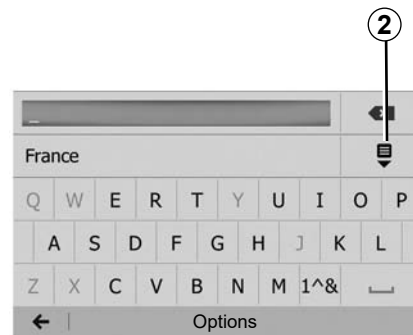 2
_
France
Q W E R T Y U I O P
A S D F G H J K L
Z X C V B N M 1^&
Options